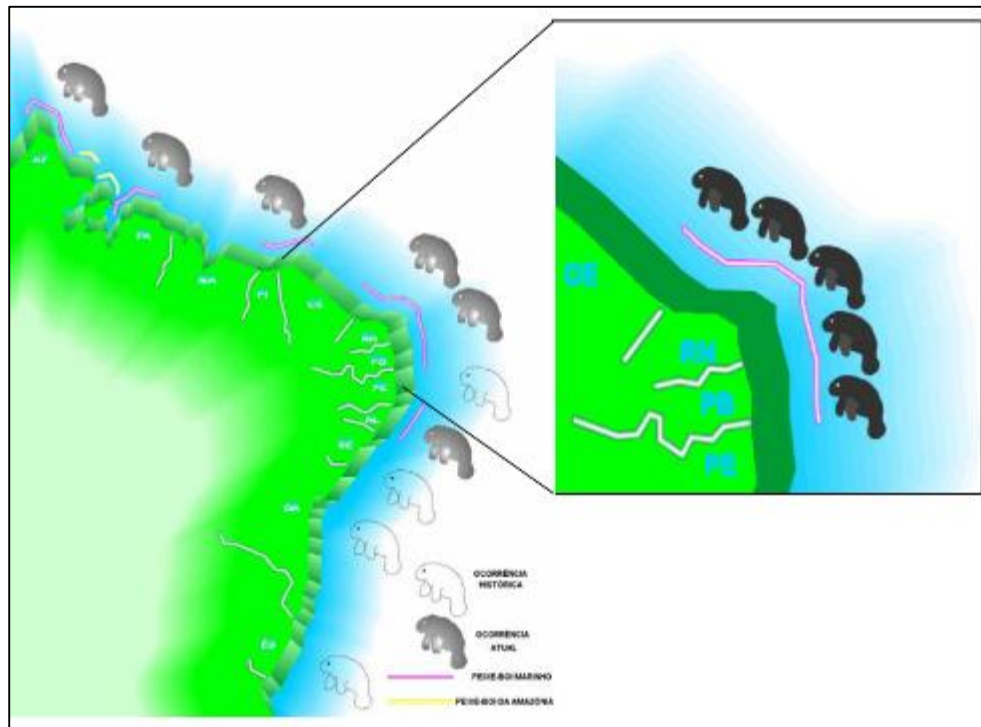 AP
PA
MA
PI
CE
RN
PB
PE
AL
SE
BA
ES
CE
RN
PB
PE
OCORRÊNCIA
HISTÓRICA
OCORRÊNCIA
ATUAL
PEIXE-BOI MARINHO
PEIXE-BOI DA AMAZÔNIA